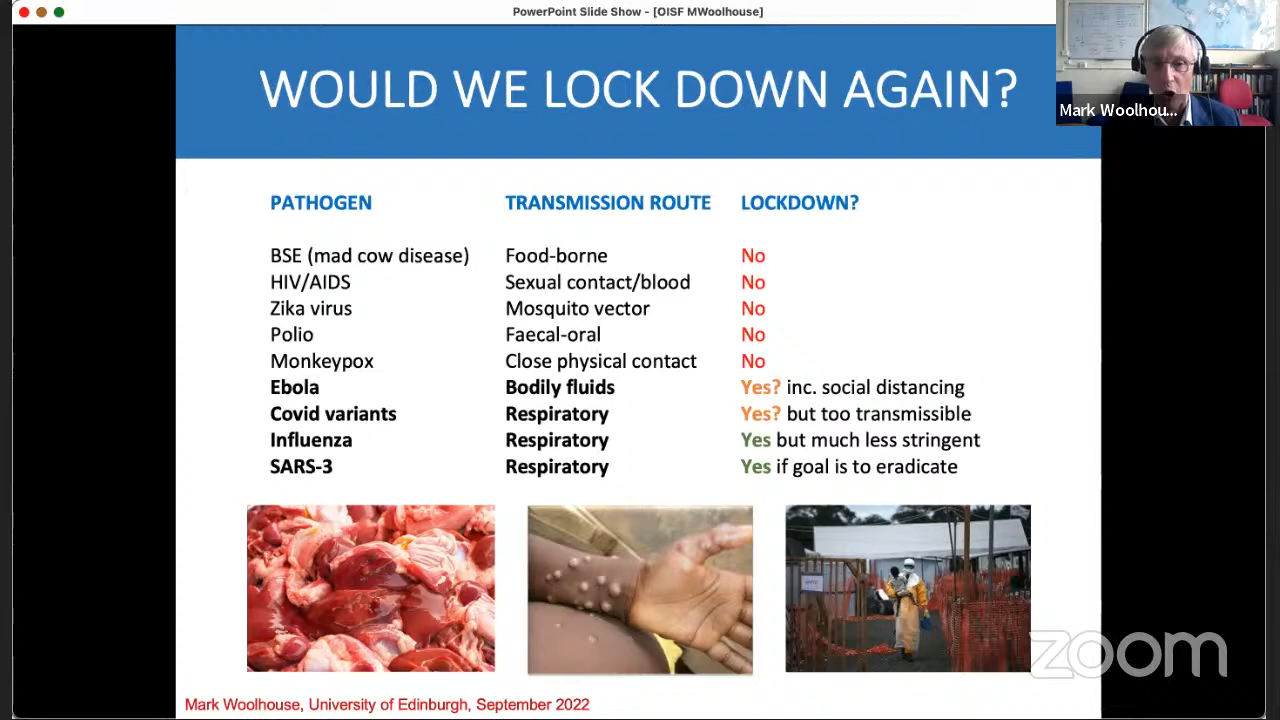 PowerPoint Slide Show - [OISF MWoolhouse]
WOULD WE LOCK DOWN AGAIN?
Mark Woolhou...
PATHOGEN TRANSMISSION ROUTE LOCKDOWN?
BSE (mad cow disease) Food-borne No
HIV/AIDS Sexual contact/blood No
Zika virus Mosquito vector No
Polio Faecal-oral No
Monkeypox Close physical contact No
Ebola Bodily fluids Yes? inc. social distancing
Covid variants Respiratory Yes? but too transmissible
Influenza Respiratory Yes but much less stringent
SARS-3 Respiratory Yes if goal is to eradicate
zoom
Mark Woolhouse, University of Edinburgh, September 2022